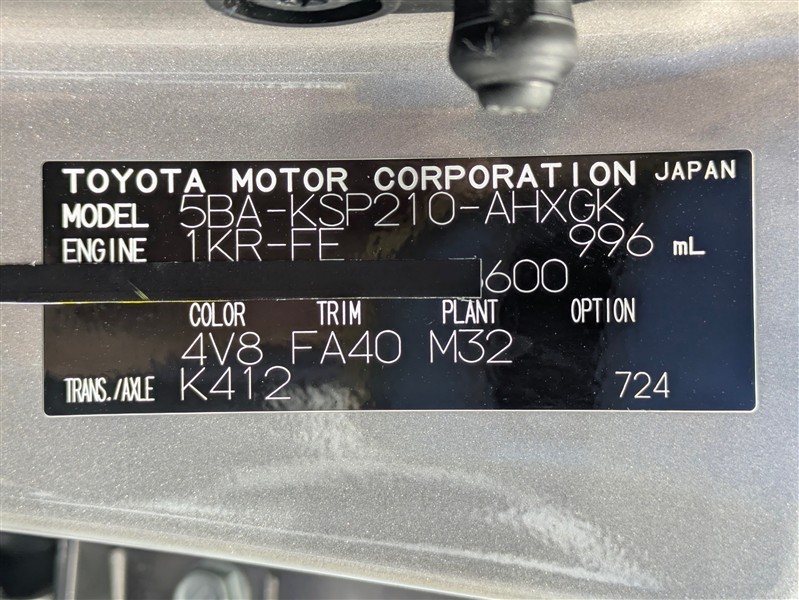 TOYOTA MOTOR CORPORATION JAPAN
MODEL 5BA-KSP210-AHXGK
ENGINE 1KR-FE 996 mL
600
COLOR TRIM PLANT OPTION
4V8 FA40 M32
TRANS./AXLE K412 724